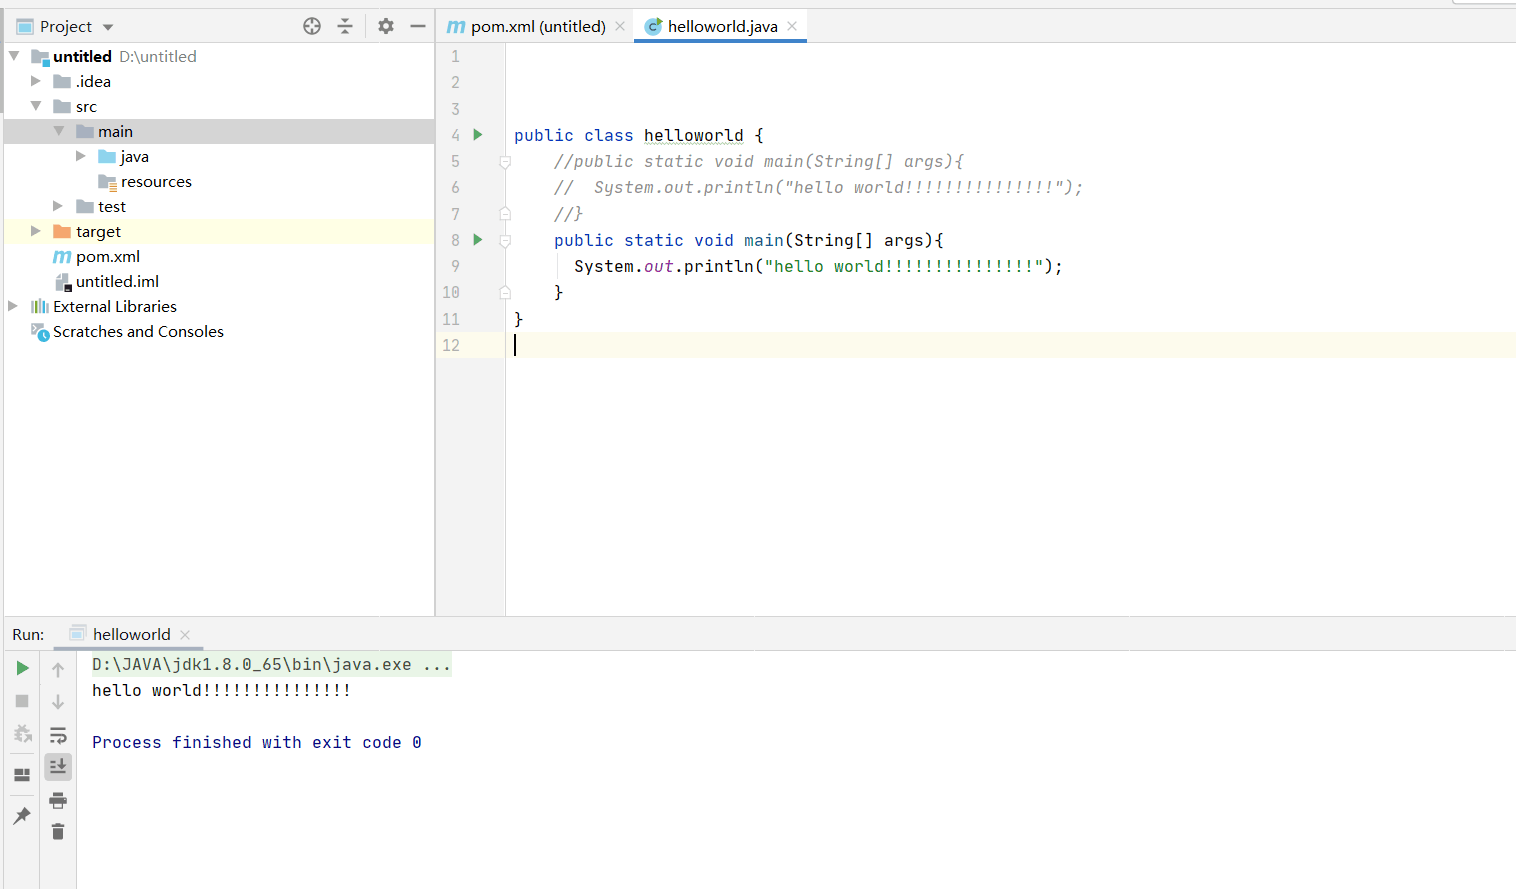 Project
untitled D:\untitled
.idea
src
main
java
resources
test
target
pom.xml
untitled.iml
External Libraries
Scratches and Consoles
pom.xml (untitled)
helloworld.java
1
2
3
4 public class helloworld {
5 //public static void main(String[] args){
6 //  System.out.println("hello world!!!!!!!!!!!!!!!");
7 //}
8 public static void main(String[] args){
9 System.out.println("hello world!!!!!!!!!!!!!!!");
10 }
11 }
12
Run: helloworld
D:\JAVA\jdk1.8.0_65\bin\java.exe ...
hello world!!!!!!!!!!!!!!!
Process finished with exit code 0